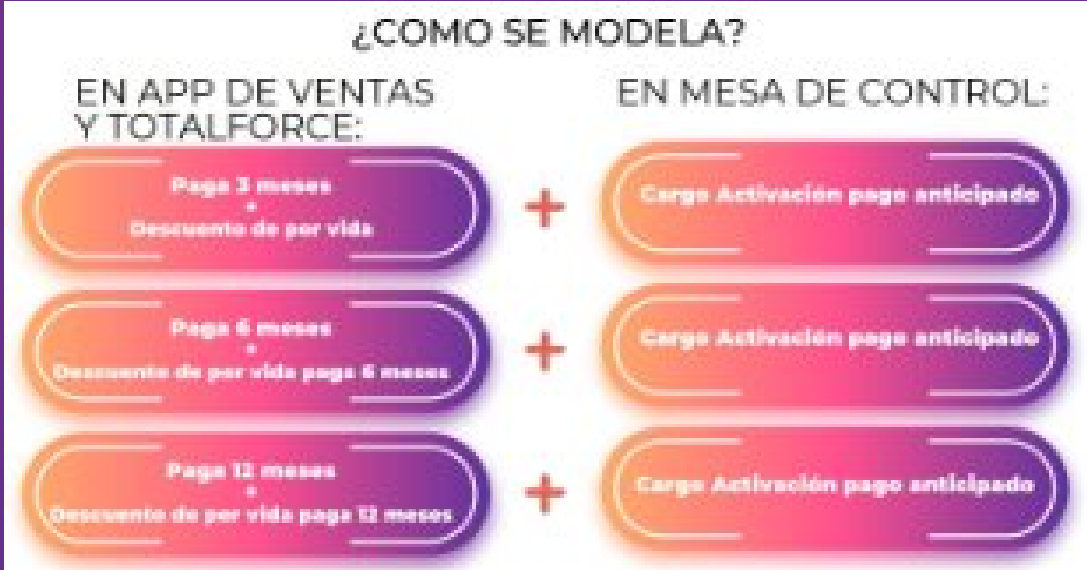 ¿COMO SE MODELA?
EN APP DE VENTAS
Y TOTALFORCE:
Paga 3 meses
+
Descuento de por vida
+
Cargo Activación pago anticipado
Paga 6 meses
+
Descuento de por vida paga 6 meses
+
Cargo Activación pago anticipado
Paga 12 meses
+
Descuento de por vida paga 12 meses
+
Cargo Activación pago anticipado
EN MESA DE CONTROL: